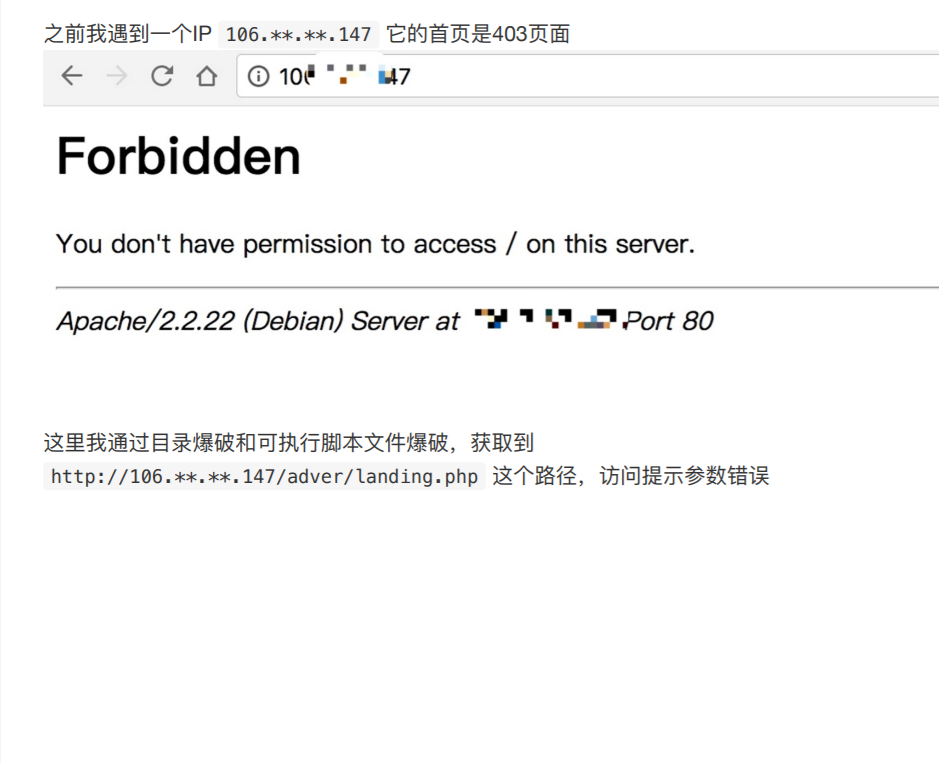 之前我遇到一个IP 106.**.**.147 它的首页是403页面
Forbidden
You don't have permission to access / on this server.
Apache/2.2.22 (Debian) Server at Port 80
这里我通过目录爆破和可执行脚本文件爆破，获取到
http://106.**.**.147/adver/landing.php 这个路径，访问提示参数错误